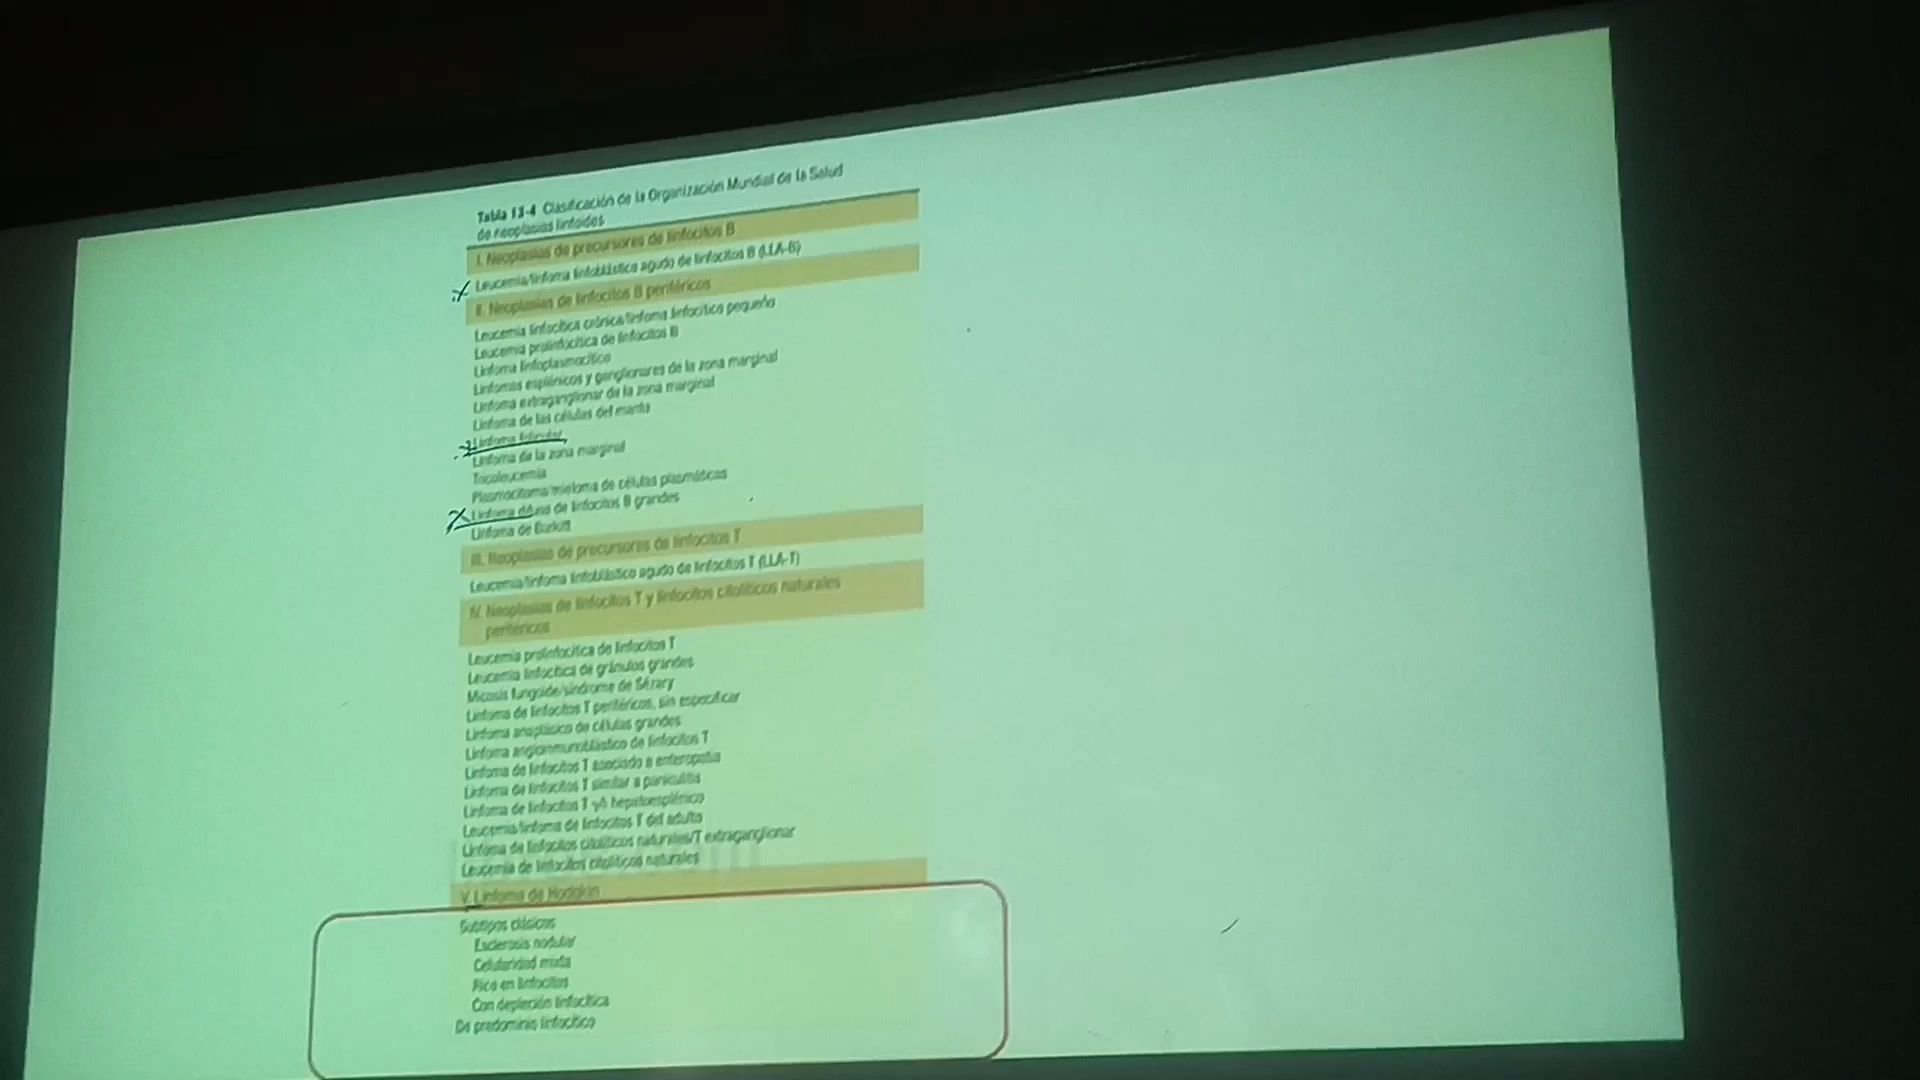 Tabla 13-4 Clasificación de la Organización Mundial de la Salud
de neoplasias linfoides
I. Neoplasias de precursores de linfocitos B
Leucemia/linfoma linfoblástico agudo de linfocitos B (LLA-B)
II. Neoplasias de linfocitos B periféricos
Leucemia linfocítica crónica/linfoma linfocítico pequeño
Leucemia prolinfocítica de linfocitos B
Linfoma linfoplasmocítico
Linfomas esplénicos y ganglionares de la zona marginal
Linfoma extraganglionar de la zona marginal
Linfoma de las células del manto
Linfoma folicular
Linfoma de la zona marginal
Tricoleucemia
Plasmocitoma/mieloma de células plasmáticas
Linfoma difuso de linfocitos B grandes
Linfoma de Burkitt
III. Neoplasias de precursores de linfocitos T
Leucemia/linfoma linfoblástico agudo de linfocitos T (LLA-T)
IV. Neoplasias de linfocitos T y linfocitos citolíticos naturales
periféricos
Leucemia prolinfocítica de linfocitos T
Leucemia linfocítica de gránulos grandes
Micosis fungoide/síndrome de Sézary
Linfoma de linfocitos T periféricos, sin especificar
Linfoma anaplásico de células grandes
Linfoma angioinmunoblástico de linfocitos T
Linfoma de linfocitos T asociado a enteropatía
Linfoma de linfocitos T similar a paniculitis
Linfoma de linfocitos T γδ hepatoesplénico
Leucemia/linfoma de linfocitos T del adulto
Linfoma de linfocitos citolíticos naturales/T extraganglionar
Leucemia de linfocitos citolíticos naturales
V. Linfoma de Hodgkin
Subtipos clásicos
Esclerosis nodular
Celularidad mixta
Rico en linfocitos
Con depleción linfocítica
De predominio linfocítico